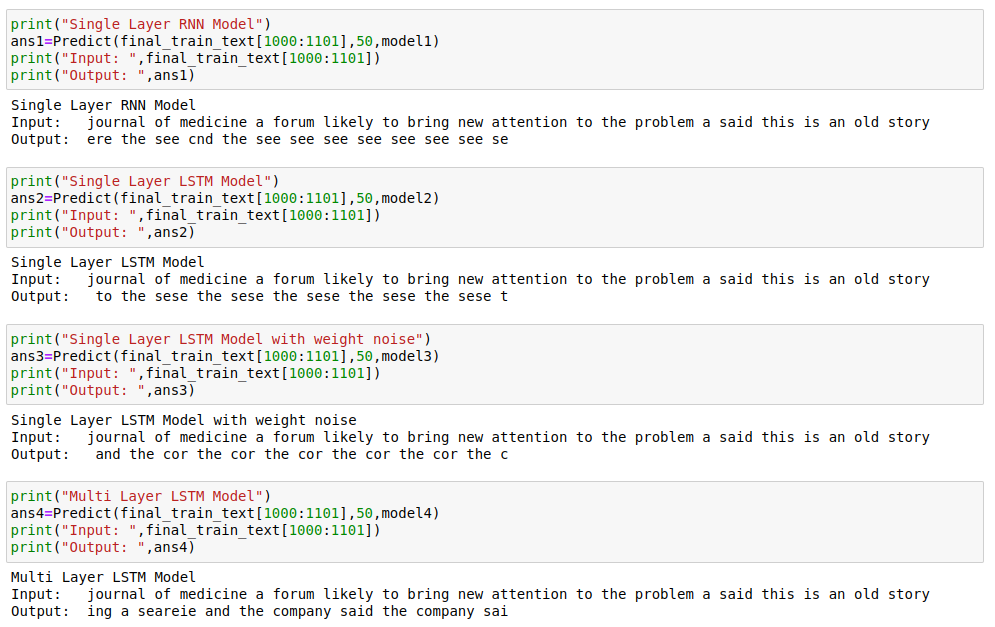 print("Single Layer RNN Model")
ans1=Predict(final_train_text[1000:1101],50,model1)
print("Input: ",final_train_text[1000:1101])
print("Output: ",ans1)
Single Layer RNN Model
Input:   journal of medicine a forum likely to bring new attention to the problem a said this is an old story
Output:  ere the see cnd the see see see see see see see se
print("Single Layer LSTM Model")
ans2=Predict(final_train_text[1000:1101],50,model2)
print("Input: ",final_train_text[1000:1101])
print("Output: ",ans2)
Single Layer LSTM Model
Input:   journal of medicine a forum likely to bring new attention to the problem a said this is an old story
Output:   to the sese the sese the sese the sese the sese t
print("Single Layer LSTM Model with weight noise")
ans3=Predict(final_train_text[1000:1101],50,model3)
print("Input: ",final_train_text[1000:1101])
print("Output: ",ans3)
Single Layer LSTM Model with weight noise
Input:   journal of medicine a forum likely to bring new attention to the problem a said this is an old story
Output:   and the cor the cor the cor the cor the cor the c
print("Multi Layer LSTM Model")
ans4=Predict(final_train_text[1000:1101],50,model4)
print("Input: ",final_train_text[1000:1101])
print("Output: ",ans4)
Multi Layer LSTM Model
Input:   journal of medicine a forum likely to bring new attention to the problem a said this is an old story
Output:  ing a seareie and the company said the company sai